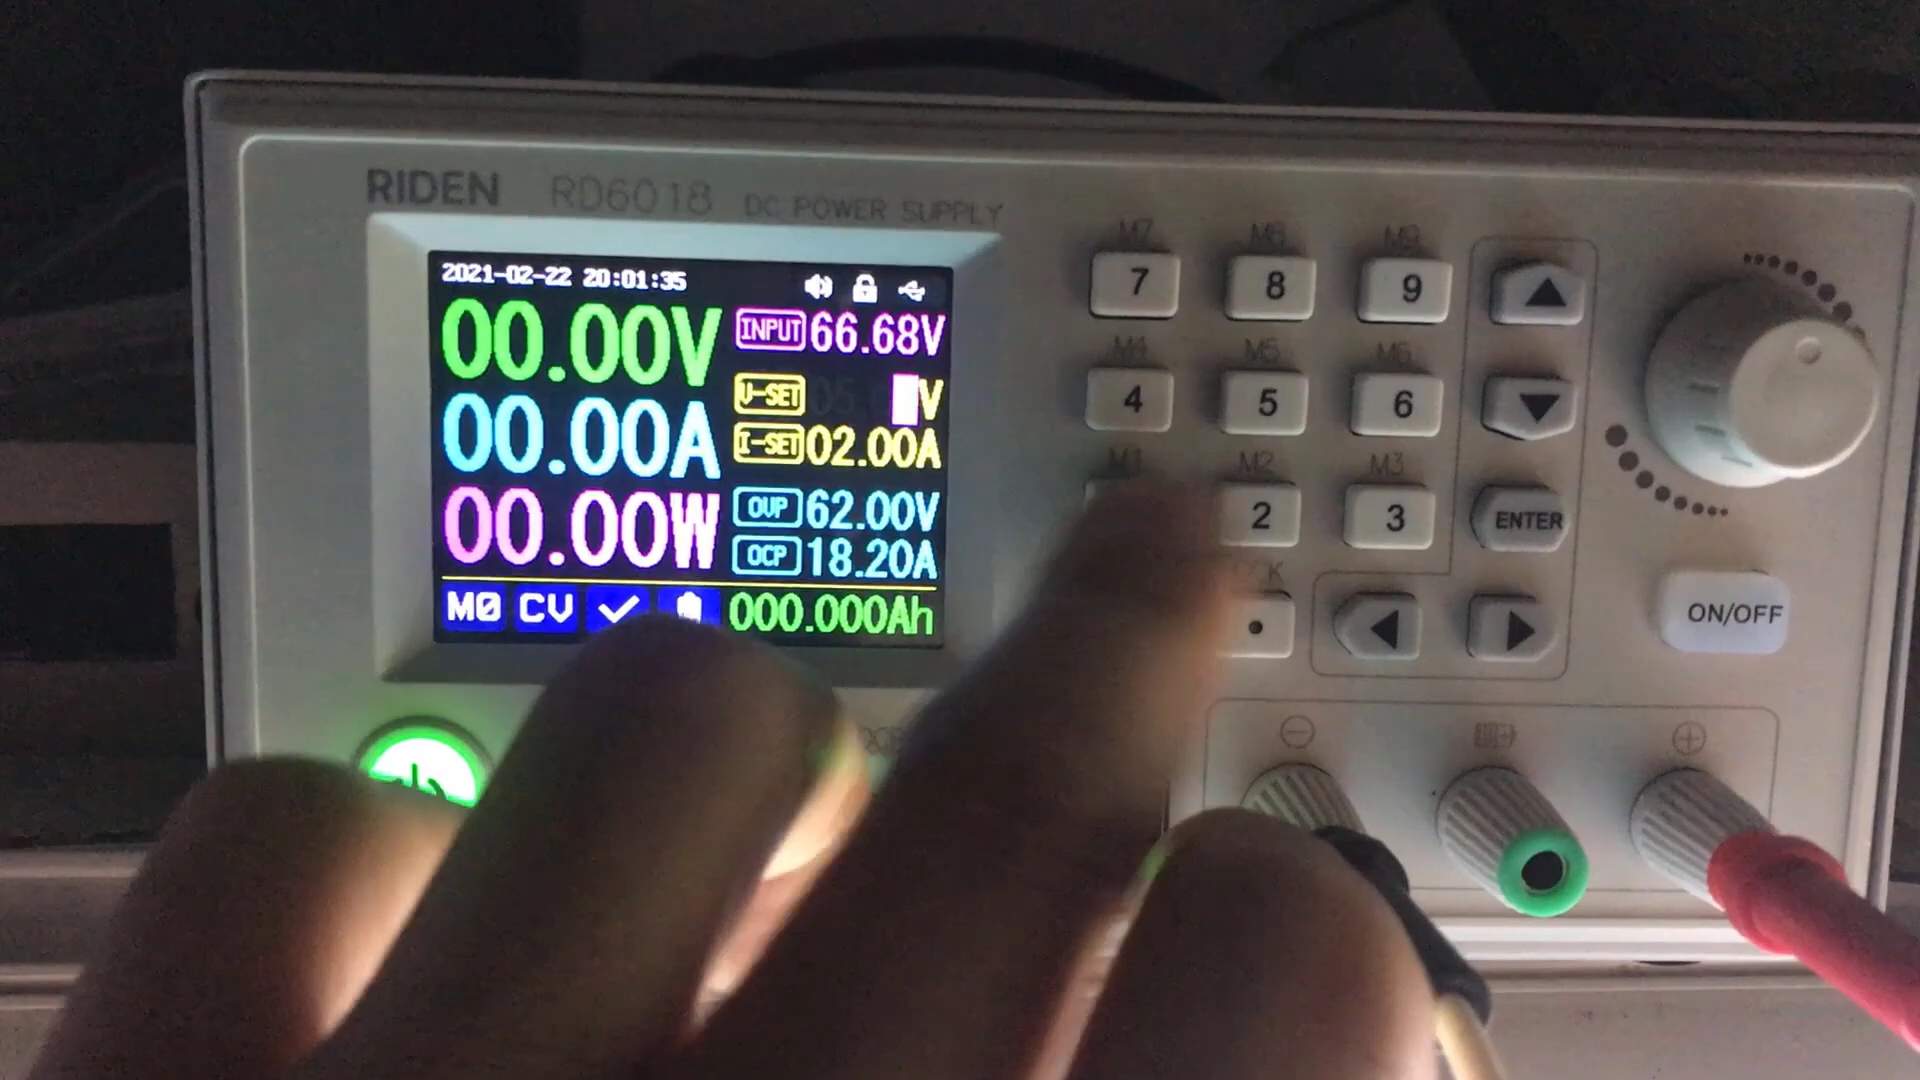 RIDEN RD6018 DC POWER SUPPLY
2021-02-22 20:01:35
00.00V
INPUT 66.68V
V-SET V
00.00A
I-SET 02.00A
00.00W
OVP 62.00V
OCP 18.20A
M0 CV 000.000Ah
M7 M8 M9
7 8 9
M4 M5 M6
4 5 6
M1 M2 M3
2 3 ENTER
ON/OFF